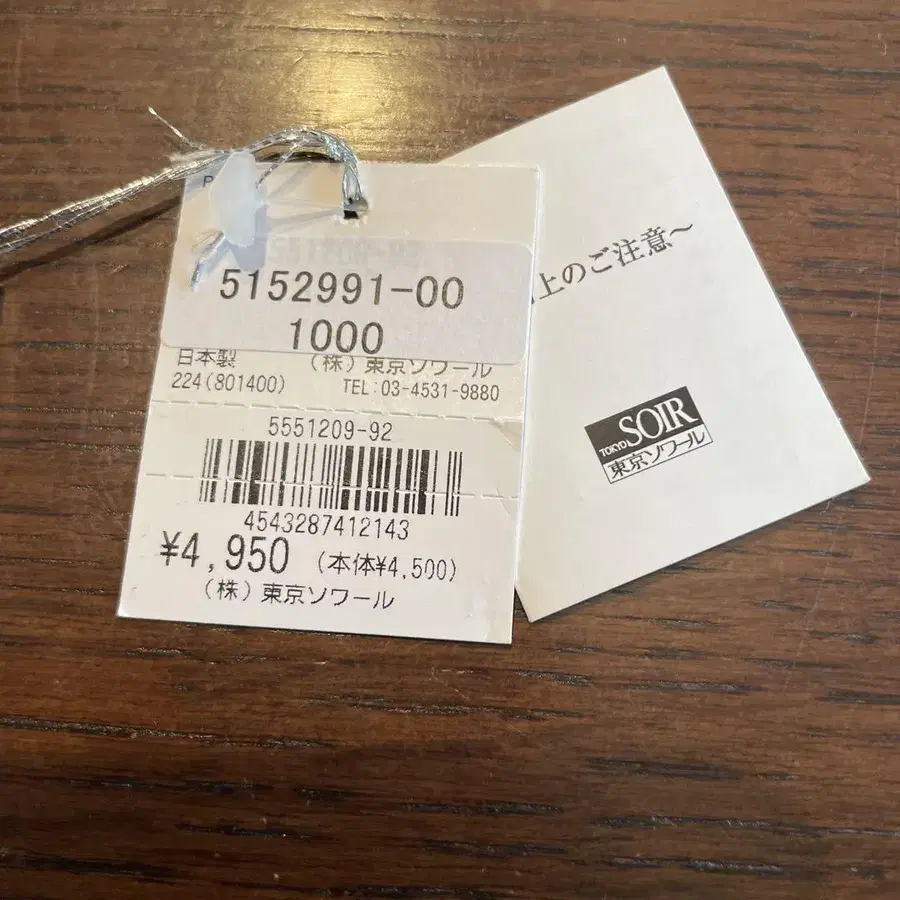 P
5152991-00
1000
日本製 (株)東京ソワール
224(801400) TEL:03-4531-9880
5551209-92
4543287412143
¥4,950 (本体¥4,500)
(株)東京ソワール
上のご注意〜
TOKYO SOIR
東京ソワール